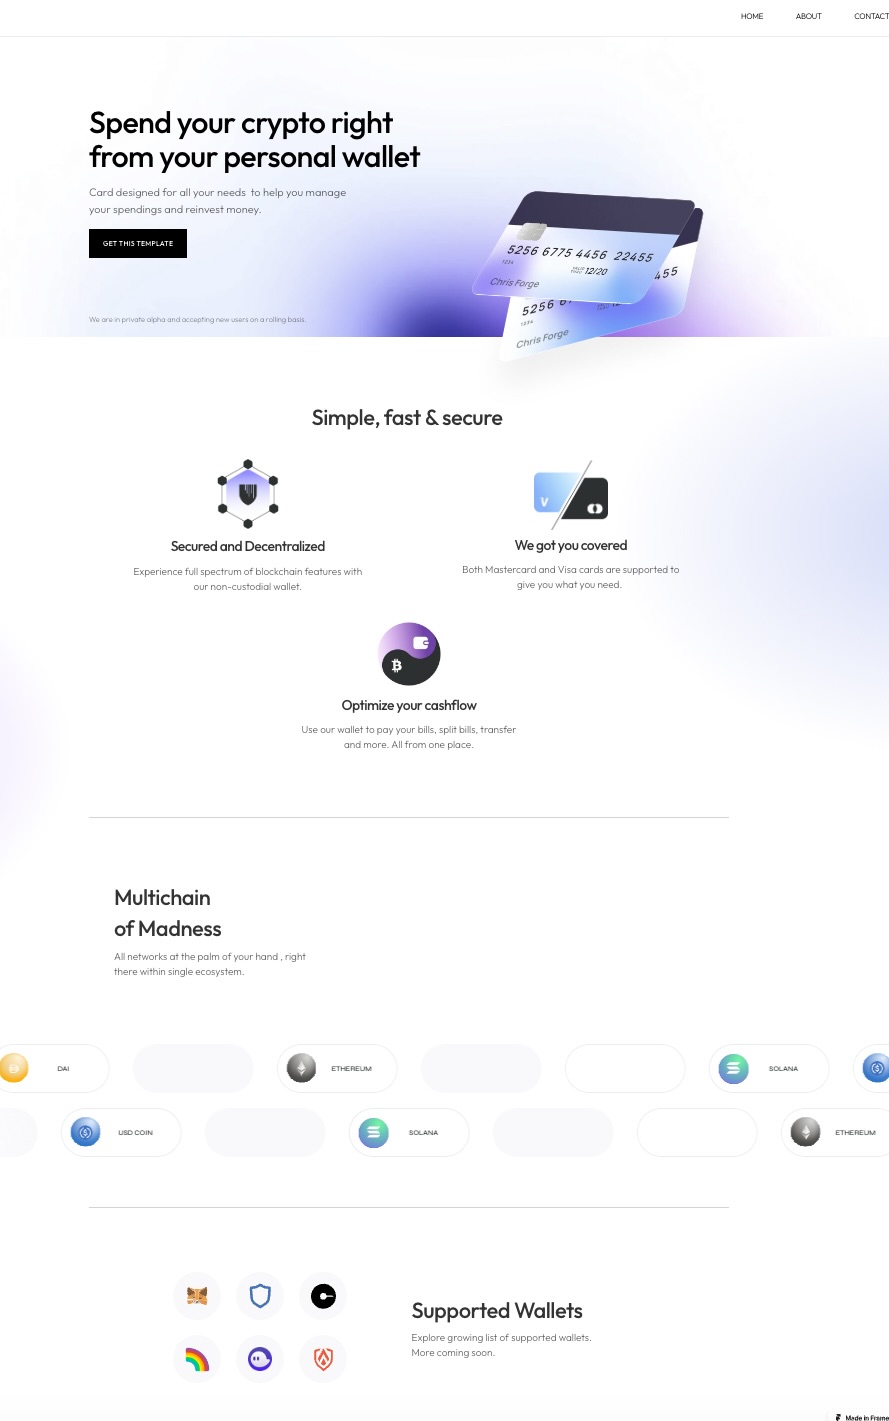 HOME ABOUT CONTACT
Spend your crypto right
from your personal wallet
Card designed for all your needs to help you manage
your spendings and reinvest money.
GET THIS TEMPLATE
We are in private alpha and accepting new users on a rolling basis.
5256 6775 4456 22455
1234
VALID THRU 12/20
Chris Forge
455
5256 6
1234
Chris Forge
Simple, fast & secure
Secured and Decentralized
Experience full spectrum of blockchain features with
our non-custodial wallet.
V
We got you covered
Both Mastercard and Visa cards are supported to
give you what you need.
Optimize your cashflow
Use our wallet to pay your bills, split bills, transfer
and more. All from one place.
Multichain
of Madness
All networks at the palm of your hand , right
there within single ecosystem.
DAI ETHEREUM SOLANA
USD COIN SOLANA ETHEREUM
Supported Wallets
Explore growing list of supported wallets.
More coming soon.
Made in Frame